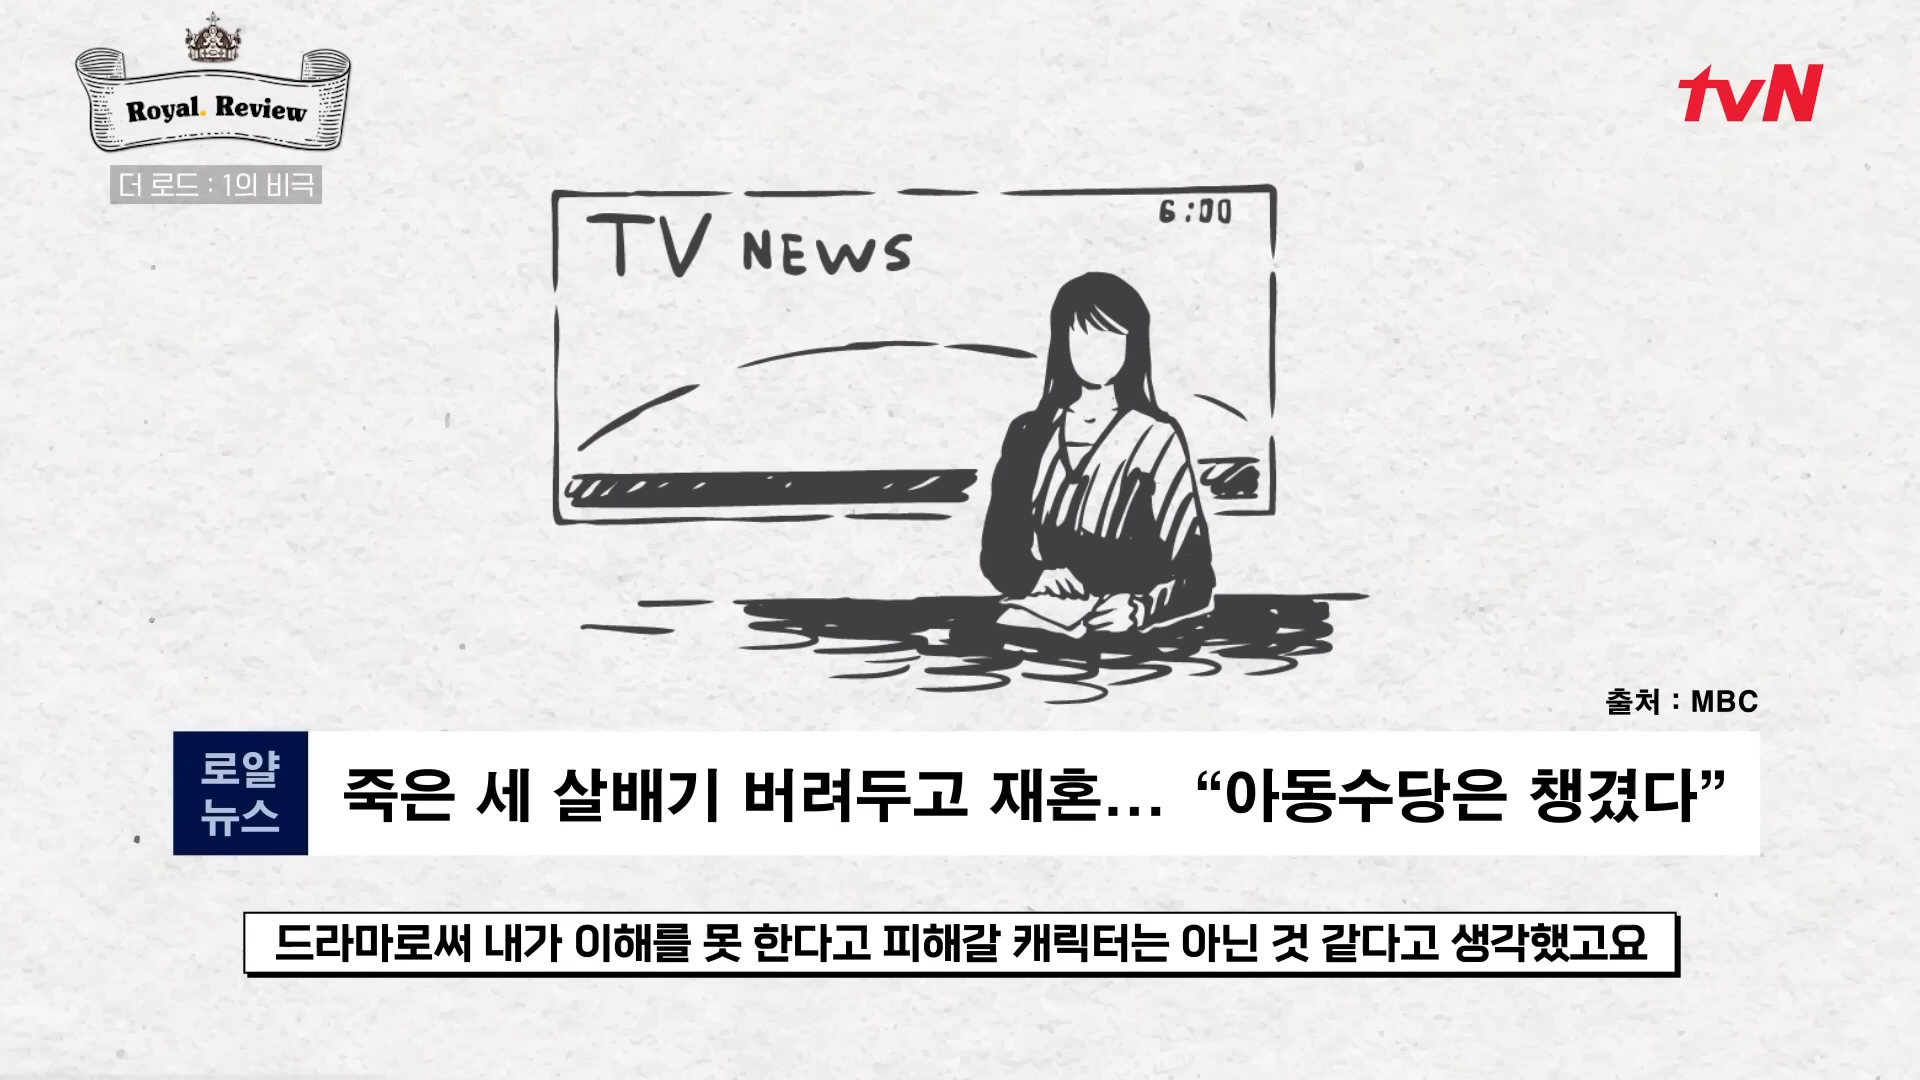 Royal. Review
tvN
더 로드 : 1의 비극
TV NEWS
6:00
출처 : MBC
로얄
뉴스
죽은 세 살배기 버려두고 재혼... “아동수당은 챙겼다”
드라마로써 내가 이해를 못 한다고 피해갈 캐릭터는 아닌 것 같다고 생각했고요